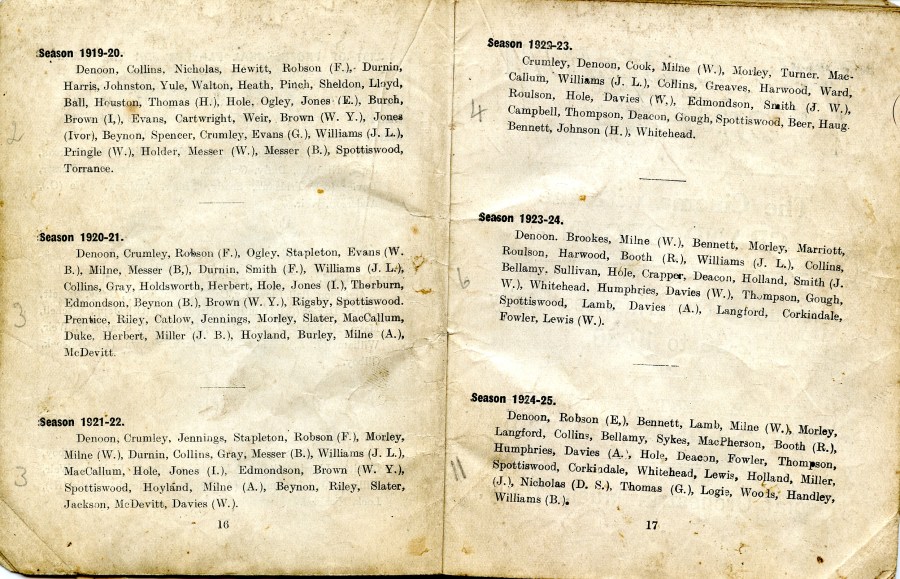 Season 1919-20.
Denoon, Collins, Nicholas, Hewitt, Robson (F.), Durnin,
Harris, Johnston, Yule, Walton, Heath, Pinch, Sheldon, Lloyd,
Ball, Houston, Thomas (H.), Hole, Ogley, Jones (E.), Burch,
Brown (I,), Evans, Cartwright, Weir, Brown (W. Y.), Jones
(Ivor), Beynon, Spencer, Crumley, Evans (G.), Williams (J. L.),
2
Pringle (W.), Holder, Messer (W.), Messer (B.), Spottiswood,
Torrance.
Season 1920-21.
Denoon, Crumley, Robson (F.), Ogley. Stapleton, Evans (W.
B.), Milne, Messer (B,), Durnin, Smith (F.), Williams (J. L.),
Collins, Gray, Holdsworth, Herbert, Hole, Jones (I.), Thorburn,
Edmondson, Beynon (B.), Brown (W. Y.), Rigsby, Spottiswood.
3
Prentice, Riley, Catlow, Jennings, Morley, Slater, MacCallum,
Duke, Herbert, Miller (J. B.), Hoyland, Burley, Milne (A.),
McDevitt.
Season 1921-22.
Denoon, Crumley, Jennings, Stapleton, Robson (F.), Morley,
Milne (W.), Durnin, Collins, Gray, Messer (B.), Williams (J. L.),
MacCallum, Hole, Jones (I.), Edmondson, Brown (W. Y.),
3
Spottiswood, Hoyland, Milne (A.), Beynon, Riley, Slater,
Jackson, McDevitt, Davies (W.).
16
Season 1922-23.
Crumley, Denoon, Cook, Milne (W.), Morley, Turner. Mac-
Callum, Williams (J. L.), Collins, Greaves, Harwood, Ward,
Roulson, Hole, Davies (W.), Edmondson, Smith (J. W.),
4
Campbell, Thompson, Deacon, Gough, Spottiswood, Beer, Haug.
Bennett, Johnson (H.), Whitehead.
Season 1923-24.
Denoon. Brookes, Milne (W.), Bennett, Morley, Marriott,
Roulson, Harwood, Booth (R.), Williams (J. L.), Collins,
Bellamy, Sullivan, Hole, Crapper, Deacon, Holland, Smith (J.
6
W.), Whitehead. Humphries, Davies (W.), Thompson, Gough,
Spottiswood, Lamb, Davies (A.), Langford, Corkindale,
Fowler, Lewis (W.).
Season 1924-25.
Denoon, Robson (E,), Bennett, Lamb, Milne (W.), Morley,
Langford, Collins, Bellamy, Sykes, MacPherson, Booth (R.),
Humphries, Davies (A.), Hole, Deacon, Fowler, Thompson,
11
Spottiswood, Corkindale, Whitehead, Lewis, Holland, Miller,
(J.), Nicholas (D. S.), Thomas (G.), Logie, Woods, Handley,
Williams (B.).
17